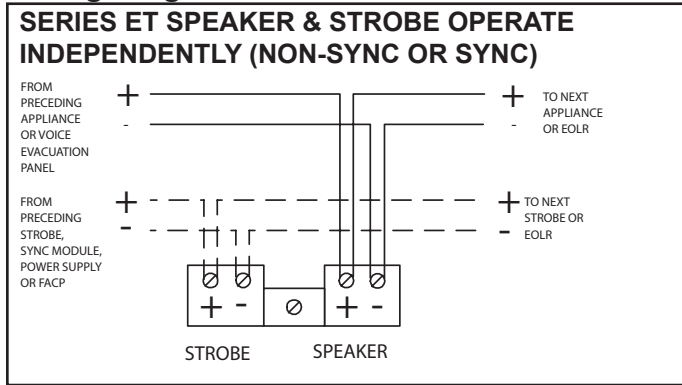 SERIES ET SPEAKER & STROBE OPERATE
INDEPENDENTLY (NON-SYNC OR SYNC)
FROM
PRECEDING
APPLIANCE
OR VOICE
EVACUATION
PANEL
+
-
+
-
TO NEXT
APPLIANCE
OR EOLR
FROM
PRECEDING
STROBE,
SYNC MODULE,
POWER SUPPLY
OR FACP
+
-
+
-
TO NEXT
STROBE OR
EOLR
+ -
+ -
STROBE
SPEAKER